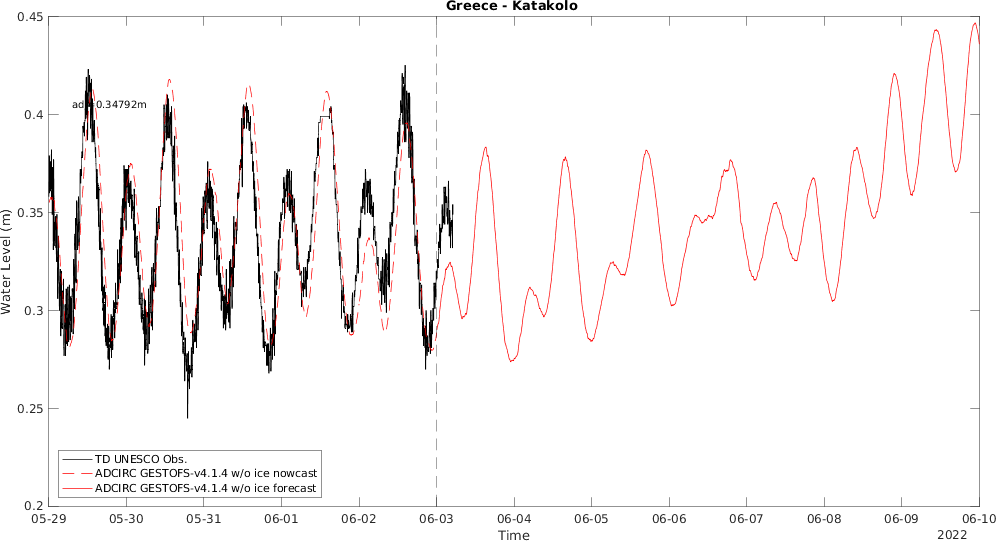 Greece - Katakolo
Water Level (m)
0.45
0.4
0.35
0.3
0.25
0.2
0.34792m
TD UNESCO Obs.
ADCIRC GESTOFS-v4.1.4 w/o ice nowcast
ADCIRC GESTOFS-v4.1.4 w/o ice forecast
05-29 05-30 05-31 06-01 06-02 06-03 06-04 06-05 06-06 06-07 06-08 06-09 06-10
Time
2022